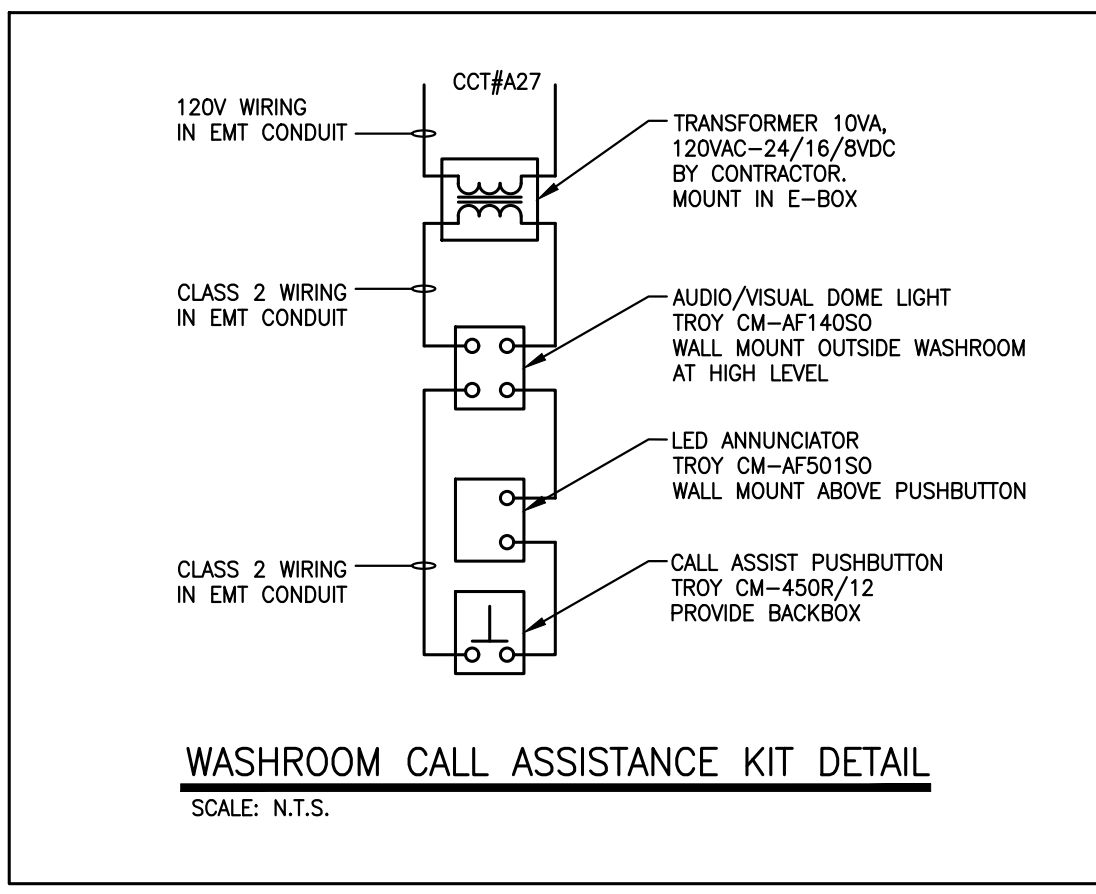 CCT#A27
120V WIRING
IN EMT CONDUIT
TRANSFORMER 10VA,
120VAC-24/16/8VDC
BY CONTRACTOR.
MOUNT IN E-BOX
CLASS 2 WIRING
IN EMT CONDUIT
AUDIO/VISUAL DOME LIGHT
TROY CM-AF140SO
WALL MOUNT OUTSIDE WASHROOM
AT HIGH LEVEL
LED ANNUNCIATOR
TROY CM-AF501SO
WALL MOUNT ABOVE PUSHBUTTON
CLASS 2 WIRING
IN EMT CONDUIT
CALL ASSIST PUSHBUTTON
TROY CM-450R/12
PROVIDE BACKBOX
WASHROOM CALL ASSISTANCE KIT DETAIL
SCALE: N.T.S.